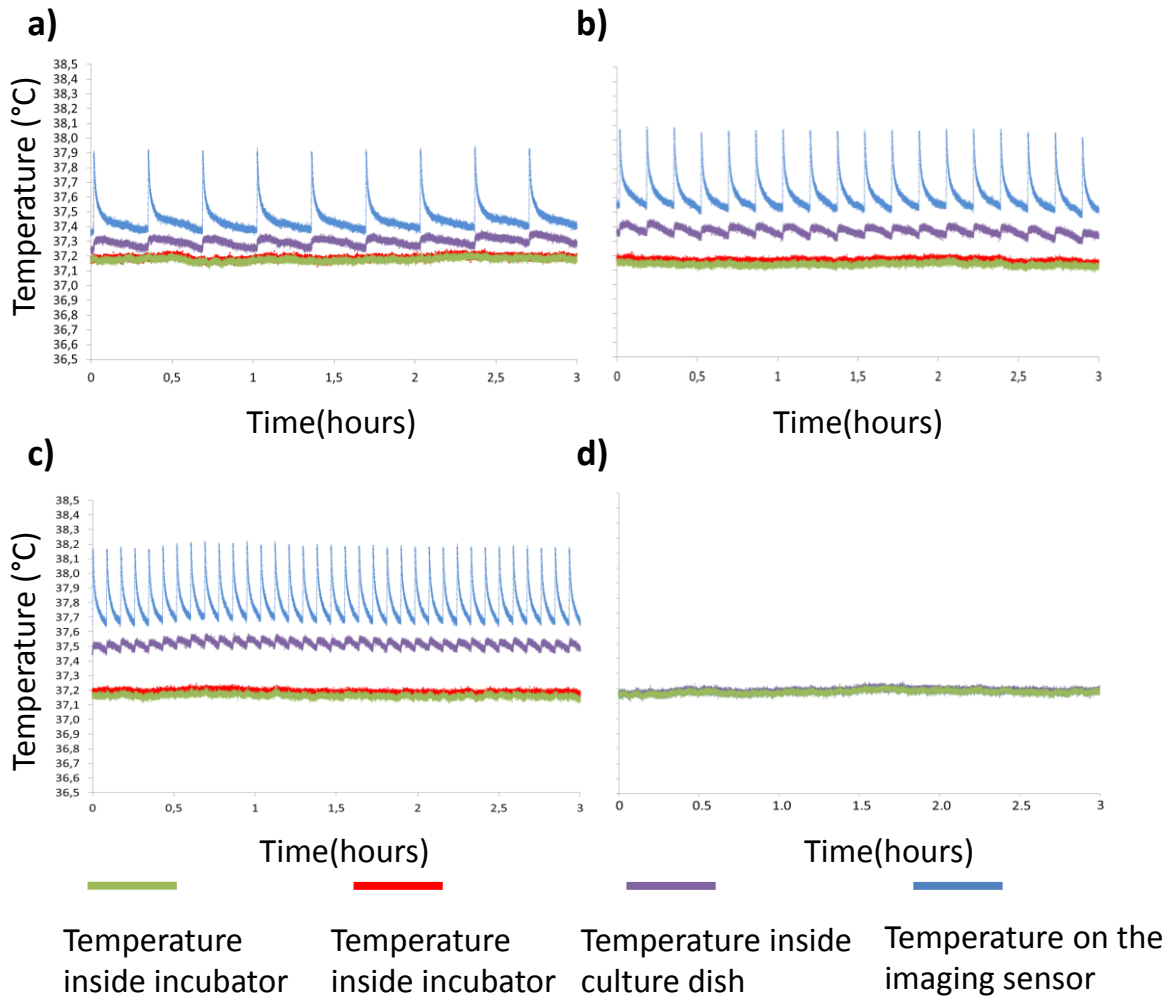 a)
b)
Temperature (°C)
38,5
38,4
38,3
38,2
38,1
38,0
37,9
37,8
37,7
37,6
37,5
37,4
37,3
37,2
37,1
37,0
36,9
36,8
36,7
36,6
36,5
0 0,5 1 1,5 2 2,5 3
0 0,5 1 1,5 2 2,5 3
Time(hours)
Time(hours)
c)
d)
Temperature (°C)
38,5
38,4
38,3
38,2
38,1
38,0
37,9
37,8
37,7
37,6
37,5
37,4
37,3
37,2
37,1
37,0
36,9
36,8
36,7
36,6
36,5
0 0,5 1 1,5 2 2,5 3
0 0.5 1.0 1.5 2.0 2.5 3
Time(hours)
Time(hours)
Temperature
inside incubator
Temperature
inside incubator
Temperature inside
culture dish
Temperature on the
imaging sensor